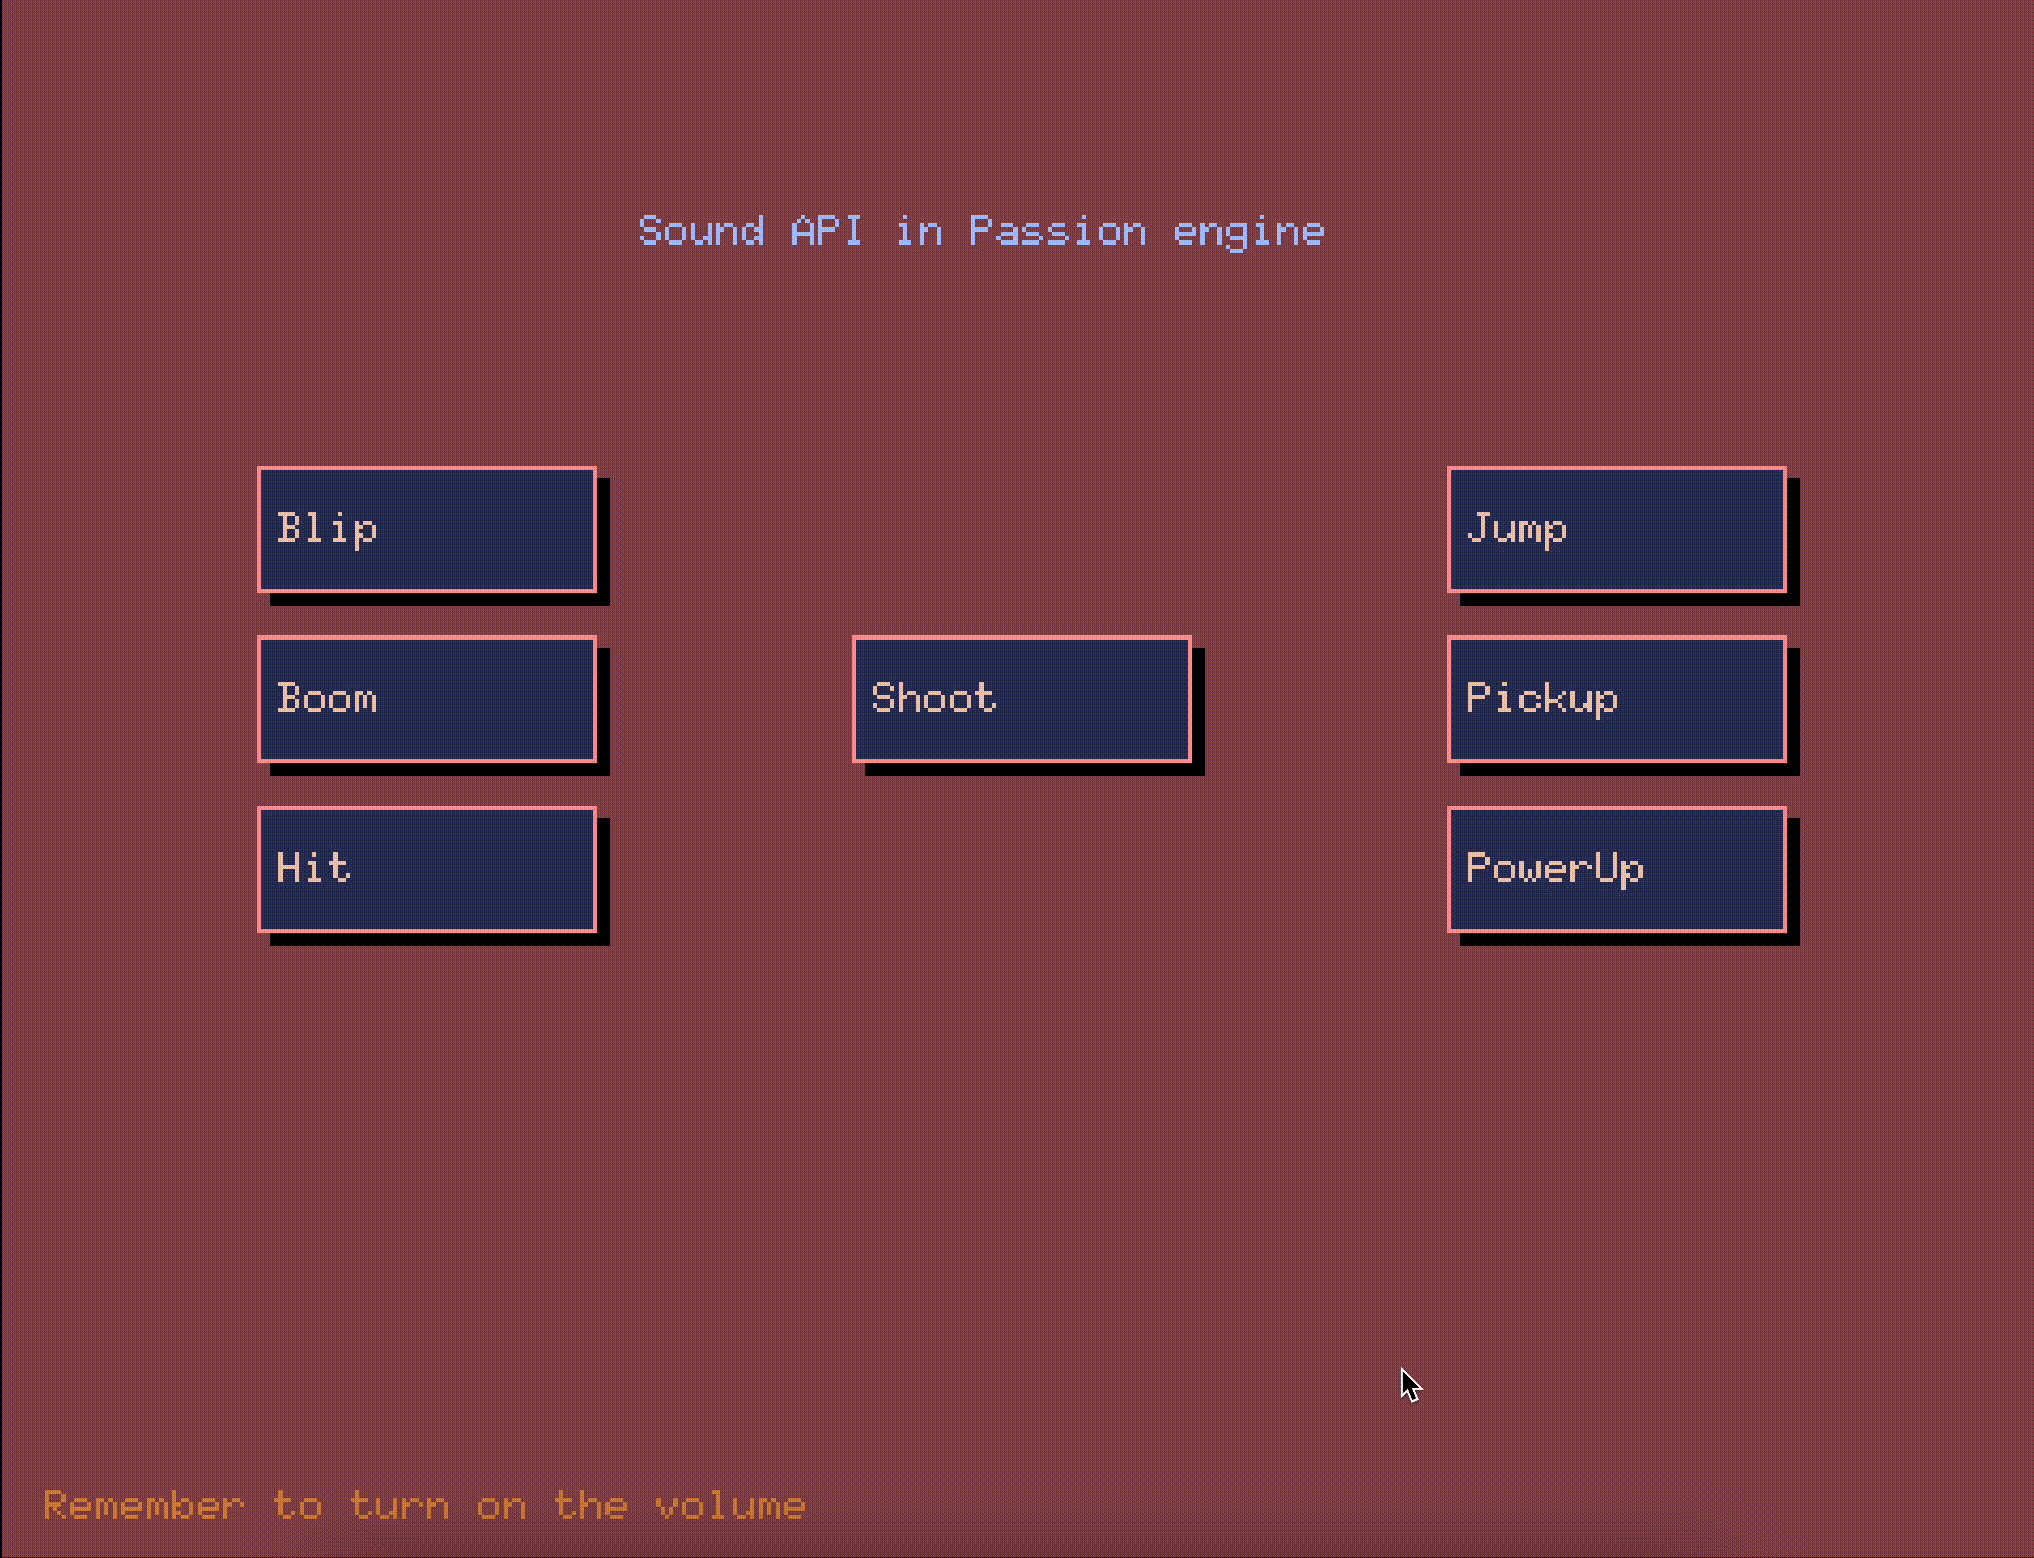 Sound API in Passion engine
Blip
Jump
Boom
Shoot
Pickup
Hit
PowerUp
Remember to turn on the volume